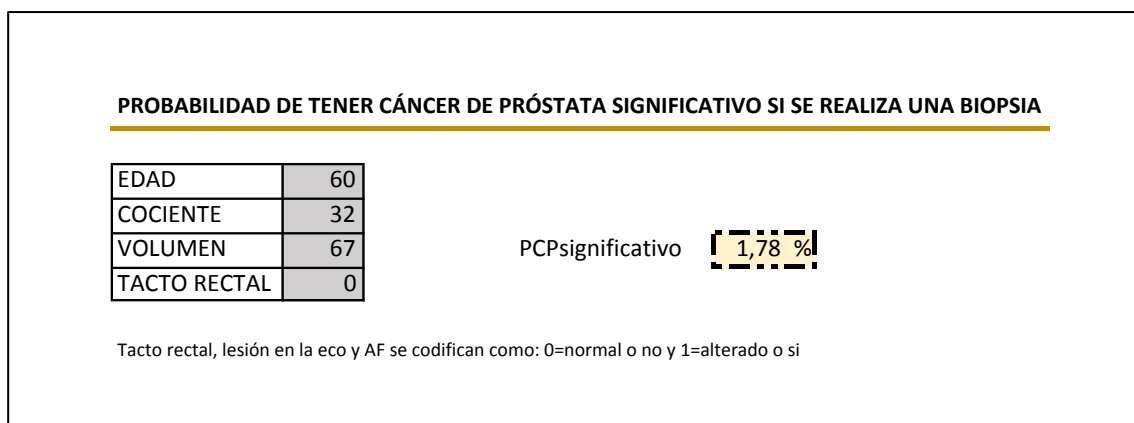 PROBABILIDAD DE TENER CÁNCER DE PRÓSTATA SIGNIFICATIVO SI SE REALIZA UNA BIOPSIA
EDAD 60
COCIENTE 32
VOLUMEN 67 PCPsignificativo 1,78 %
TACTO RECTAL 0
Tacto rectal, lesión en la eco y AF se codifican como: 0=normal o no y 1=alterado o si